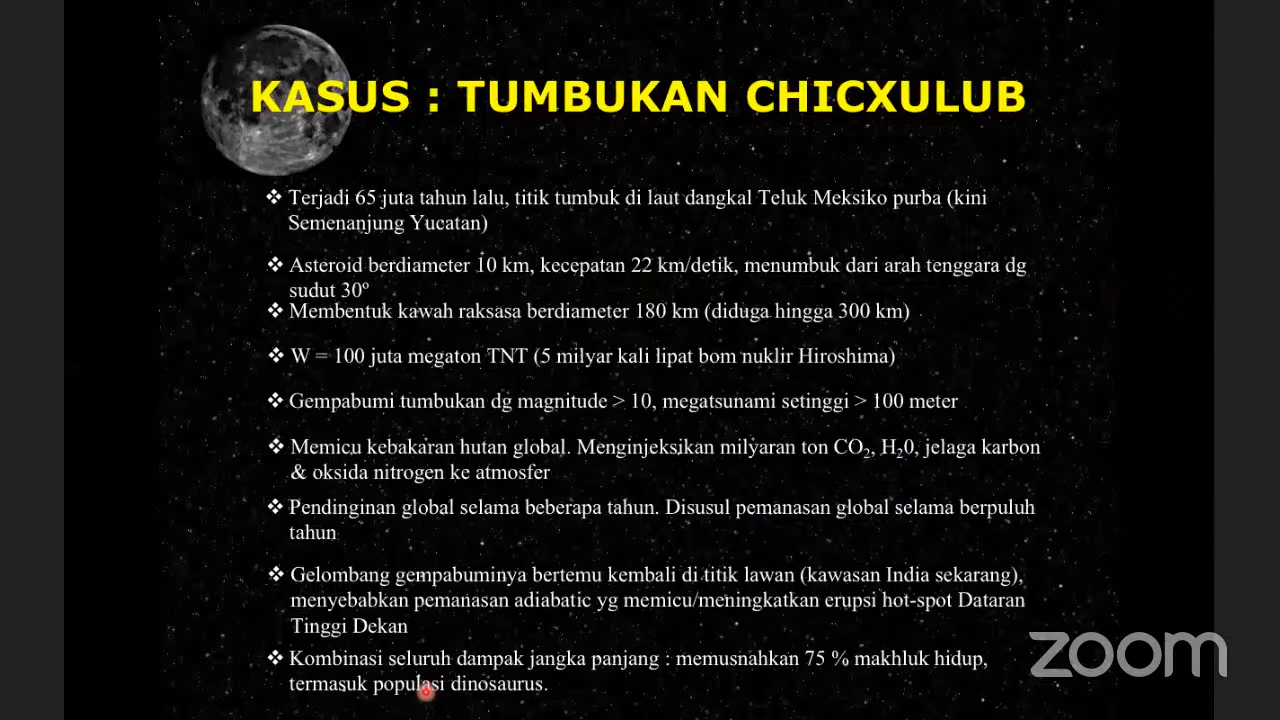 KASUS : TUMBUKAN CHICXULUB
❖ Terjadi 65 juta tahun lalu, titik tumbuk di laut dangkal Teluk Meksiko purba (kini
Semenanjung Yucatan)
❖ Asteroid berdiameter 10 km, kecepatan 22 km/detik, menumbuk dari arah tenggara dg
sudut 30º
❖ Membentuk kawah raksasa berdiameter 180 km (diduga hingga 300 km)
❖ W = 100 juta megaton TNT (5 milyar kali lipat bom nuklir Hiroshima)
❖ Gempabumi tumbukan dg magnitude > 10, megatsunami setinggi > 100 meter
❖ Memicu kebakaran hutan global. Menginjeksikan milyaran ton CO₂, H₂0, jelaga karbon
& oksida nitrogen ke atmosfer
❖ Pendinginan global selama beberapa tahun. Disusul pemanasan global selama berpuluh
tahun
❖ Gelombang gempabuminya bertemu kembali di titik lawan (kawasan India sekarang),
menyebabkan pemanasan adiabatic yg memicu/meningkatkan erupsi hot-spot Dataran
Tinggi Dekan
❖ Kombinasi seluruh dampak jangka panjang : memusnahkan 75 % makhluk hidup,
termasuk populasi dinosaurus.
zoom